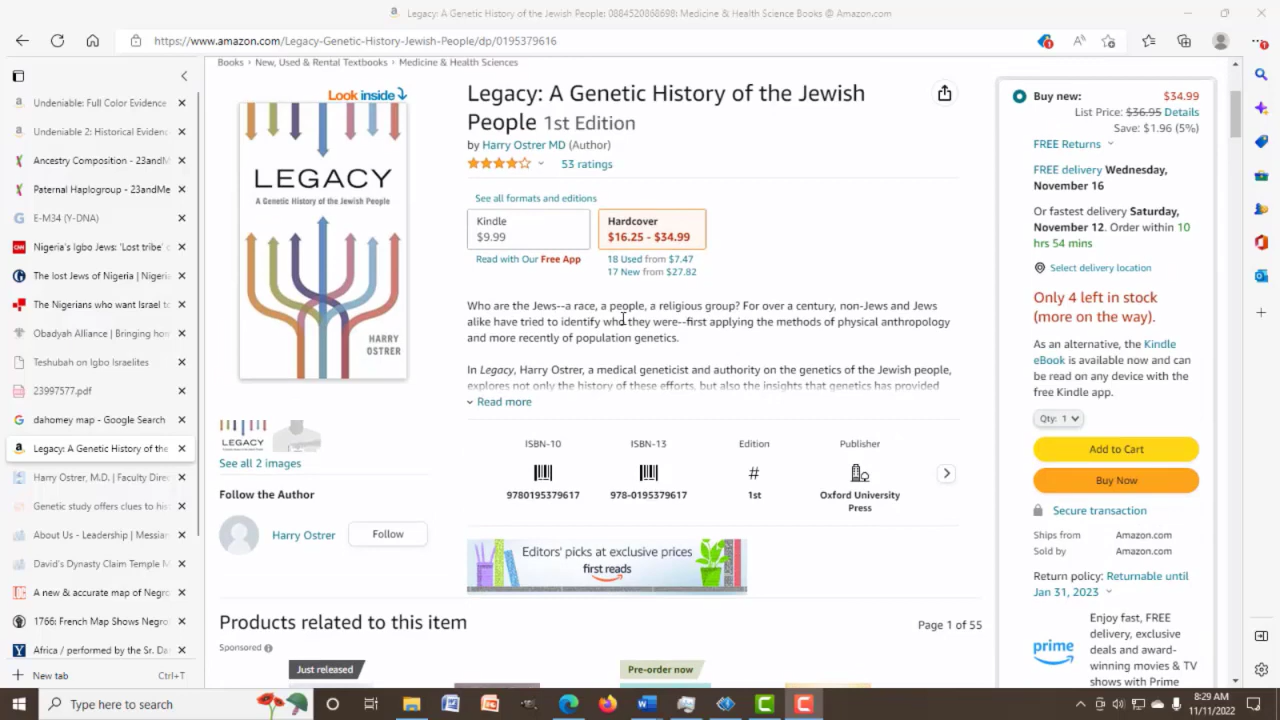 Legacy: A Genetic History of the Jewish People: 0884520868698: Medicine & Health Science Books @ Amazon.com
https://www.amazon.com/Legacy-Genetic-History-Jewish-People/dp/0195379616
Undeniable: Full Color Evidence
Undeniable 2: Historical Evidenc
Ancestry Composition - 23andM
Paternal Haplogroup - 23andMe
E-M34 (Y-DNA)
Nigeria's Igbo Jews: 'Lost tribe' o
The lost Jews of Nigeria | Nigeri
The Nigerians who want Israel to
Obadyah Alliance | Bringing hom
Teshubah on Igbo Israelites
23997577.pdf
dahomey map - Google Search
Legacy: A Genetic History of the
Harry Ostrer, M.D. | Faculty Direc
Genetic study offers clues to his
About Us - Leadership | Messian
David's Dynasty Claim Temple M
A new & accurate map of Negro
1766: French Map Shows Negro
Africa / performed by the Sr. Da
New tab
Ctrl+T
Books › New, Used & Rental Textbooks › Medicine & Health Sciences
Look inside
LEGACY
A Genetic History of the Jewish People
HARRY
OSTRER
LEGACY
See all 2 images
Follow the Author
Harry Ostrer
Follow
Legacy: A Genetic History of the Jewish
People 1st Edition
by Harry Ostrer MD (Author)
53 ratings
See all formats and editions
Kindle
$9.99
Hardcover
$16.25 - $34.99
Read with Our Free App
18 Used from $7.47
17 New from $27.82
Who are the Jews--a race, a people, a religious group? For over a century, non-Jews and Jews
alike have tried to identify who they were--first applying the methods of physical anthropology
and more recently of population genetics.
In Legacy, Harry Ostrer, a medical geneticist and authority on the genetics of the Jewish people,
explores not only the history of these efforts, but also the insights that genetics has provided
Read more
ISBN-10
9780195379617
ISBN-13
978-0195379617
Edition
#
1st
Publisher
Oxford University
Press
Editors' picks at exclusive prices
first reads
Products related to this item
Page 1 of 55
Sponsored
Just released
Pre-order now
Buy new:
$34.99
List Price: $36.95 Details
Save: $1.96 (5%)
FREE Returns
FREE delivery Wednesday,
November 16
Or fastest delivery Saturday,
November 12. Order within 10
hrs 54 mins
Select delivery location
Only 4 left in stock
(more on the way).
As an alternative, the Kindle
eBook is available now and can
be read on any device with the
free Kindle app.
Qty: 1
Add to Cart
Buy Now
Secure transaction
Ships from Amazon.com
Sold by Amazon.com
Return policy: Returnable until
Jan 31, 2023
prime
Enjoy fast, FREE
delivery, exclusive
deals and award-
winning movies & TV
shows with Prime
Type here to search
8:29 AM
11/11/2022